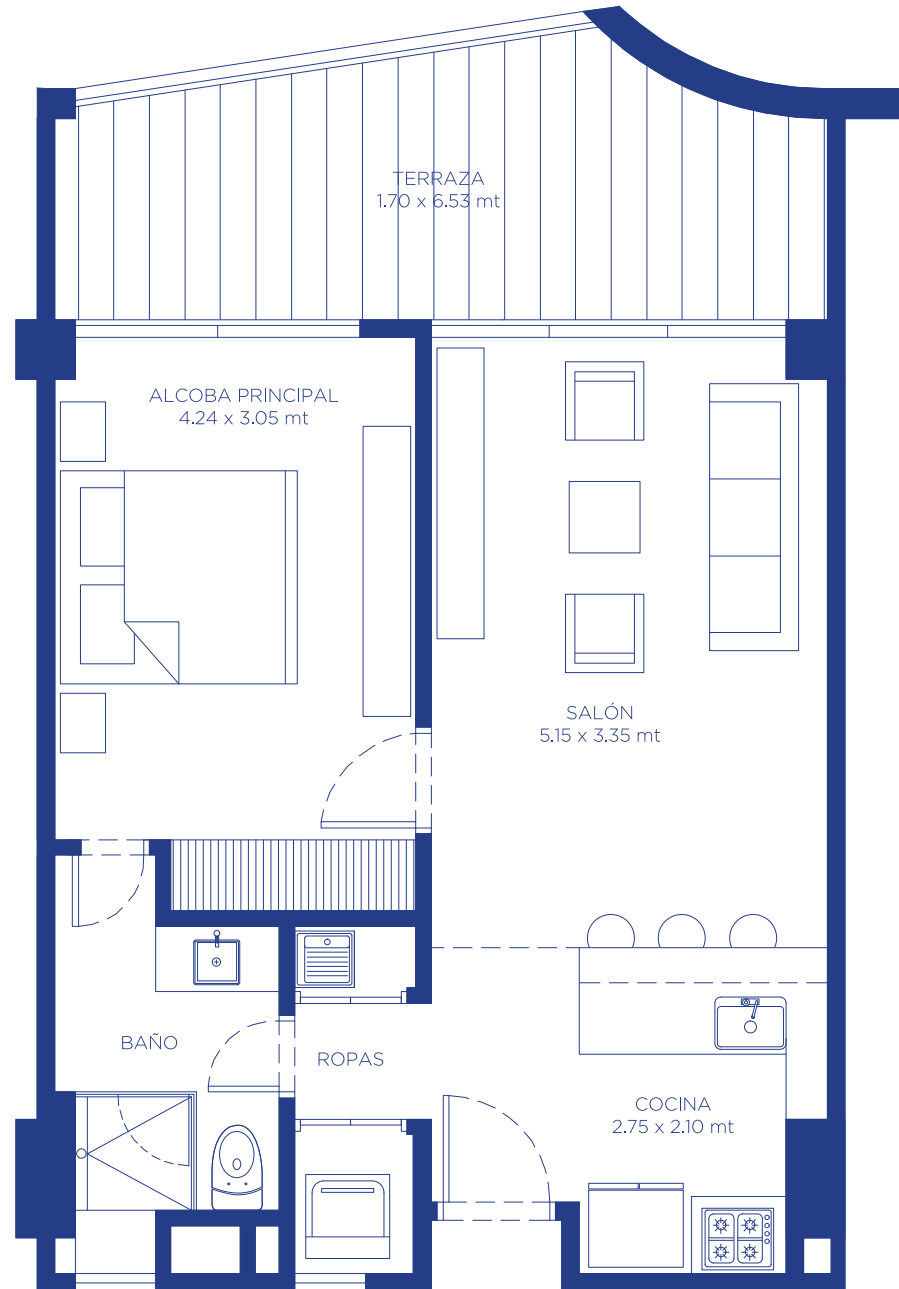 TERRAZA
1.70 x 6.53 mt
ALCOBA PRINCIPAL
4.24 x 3.05 mt
SALÓN
5.15 x 3.35 mt
BAÑO
ROPAS
COCINA
2.75 x 2.10 mt